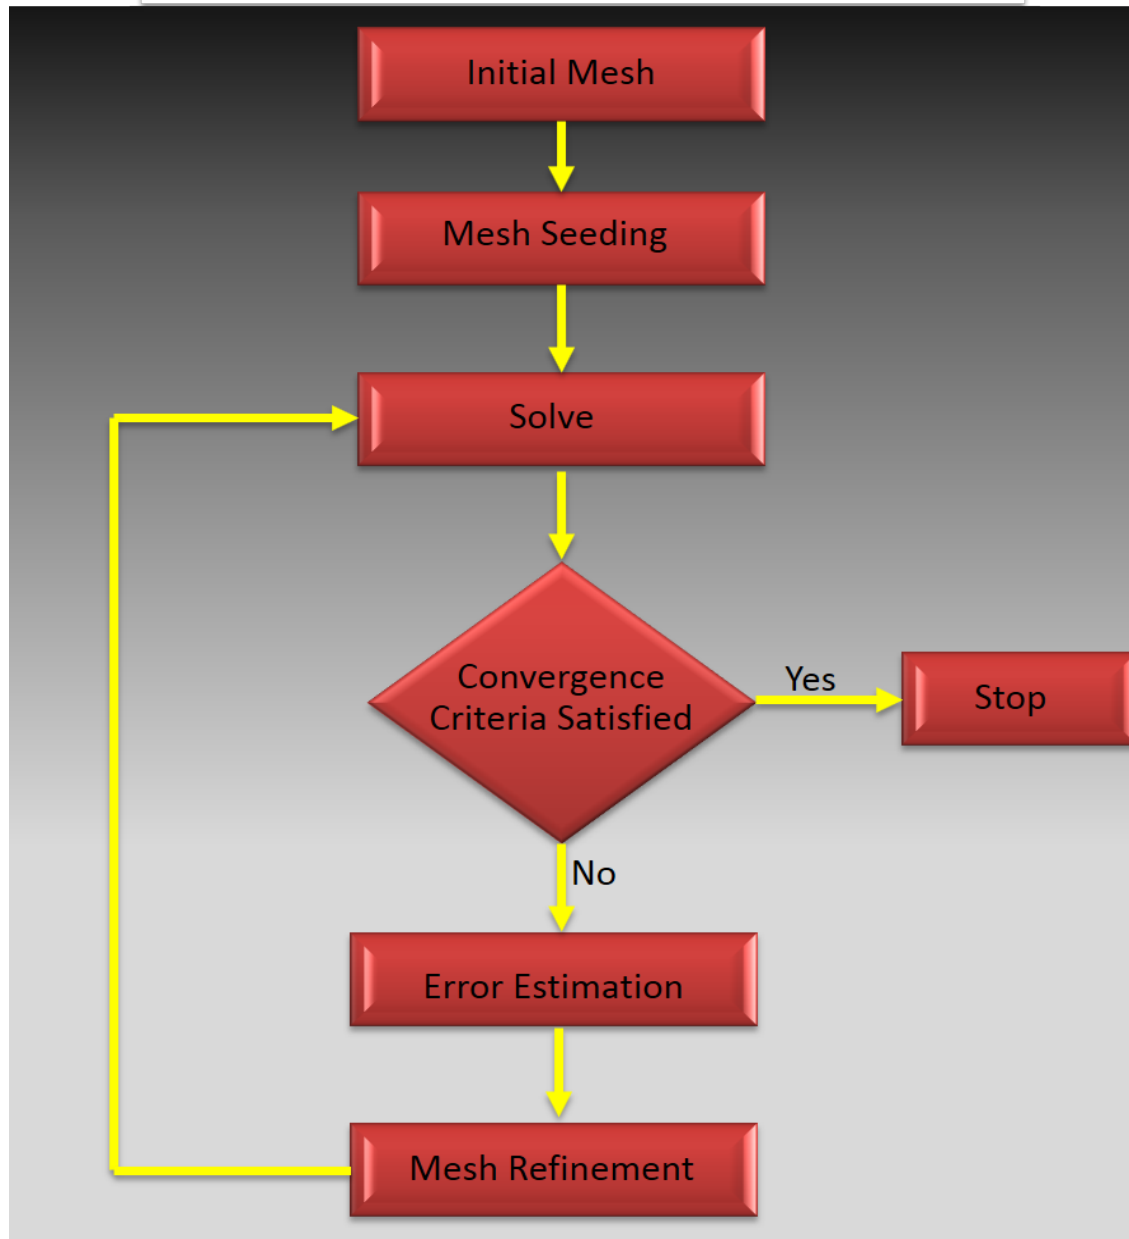 Initial Mesh
Mesh Seeding
Solve
Convergence
Criteria Satisfied
Yes
Stop
No
Error Estimation
Mesh Refinement